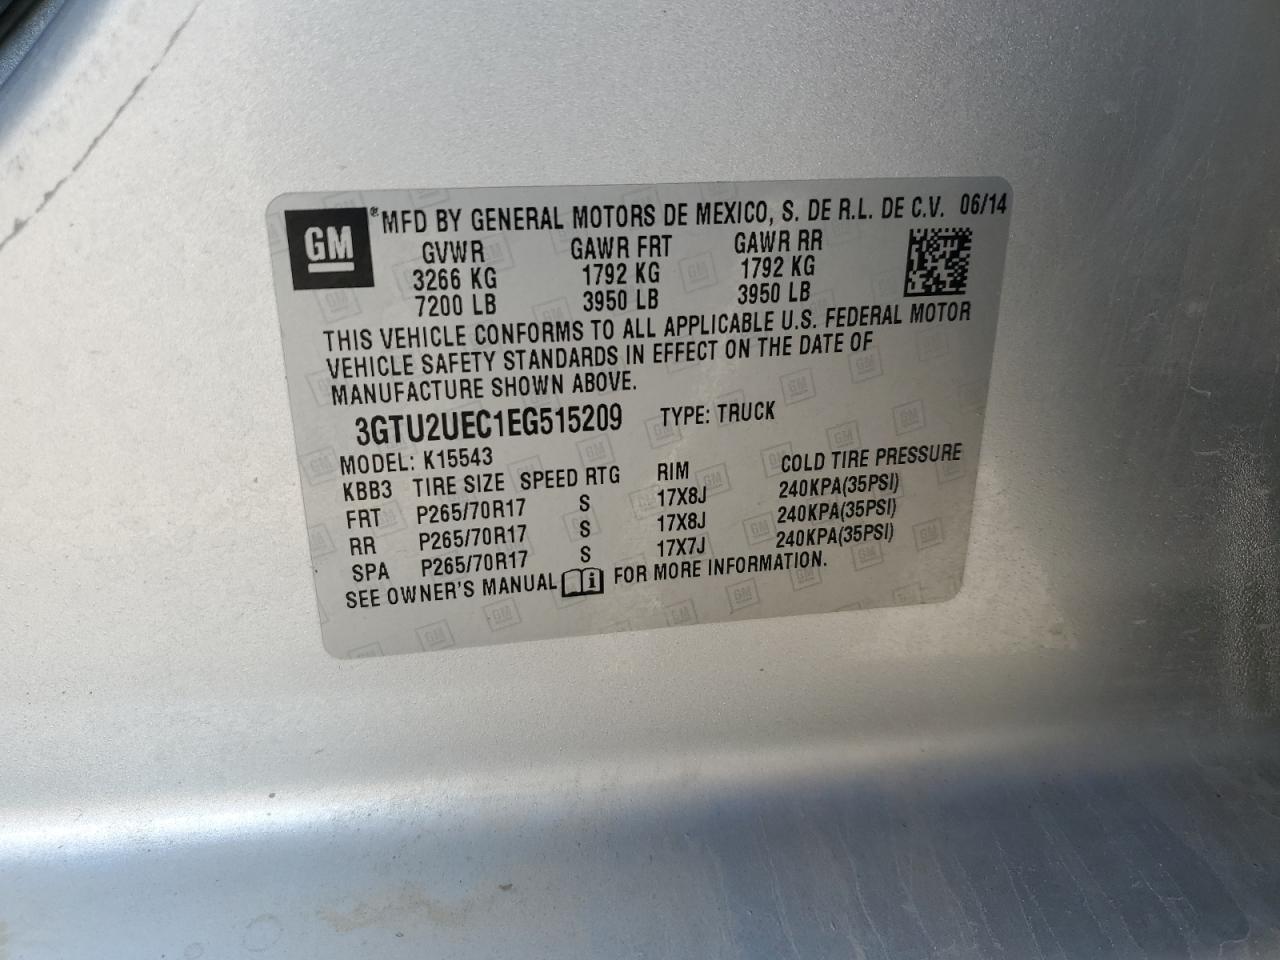 GM ® MFD BY GENERAL MOTORS DE MEXICO, S. DE R.L. DE C.V. 06/14
GVWR GAWR FRT GAWR RR
3266 KG 1792 KG 1792 KG
7200 LB 3950 LB 3950 LB
THIS VEHICLE CONFORMS TO ALL APPLICABLE U.S. FEDERAL MOTOR
VEHICLE SAFETY STANDARDS IN EFFECT ON THE DATE OF
MANUFACTURE SHOWN ABOVE.
3GTU2UEC1EG515209 TYPE: TRUCK
MODEL: K15543
KBB3 TIRE SIZE SPEED RTG RIM COLD TIRE PRESSURE
FRT P265/70R17 S 17X8J 240KPA(35PSI)
RR P265/70R17 S 17X8J 240KPA(35PSI)
SPA P265/70R17 S 17X7J 240KPA(35PSI)
SEE OWNER'S MANUAL i FOR MORE INFORMATION.